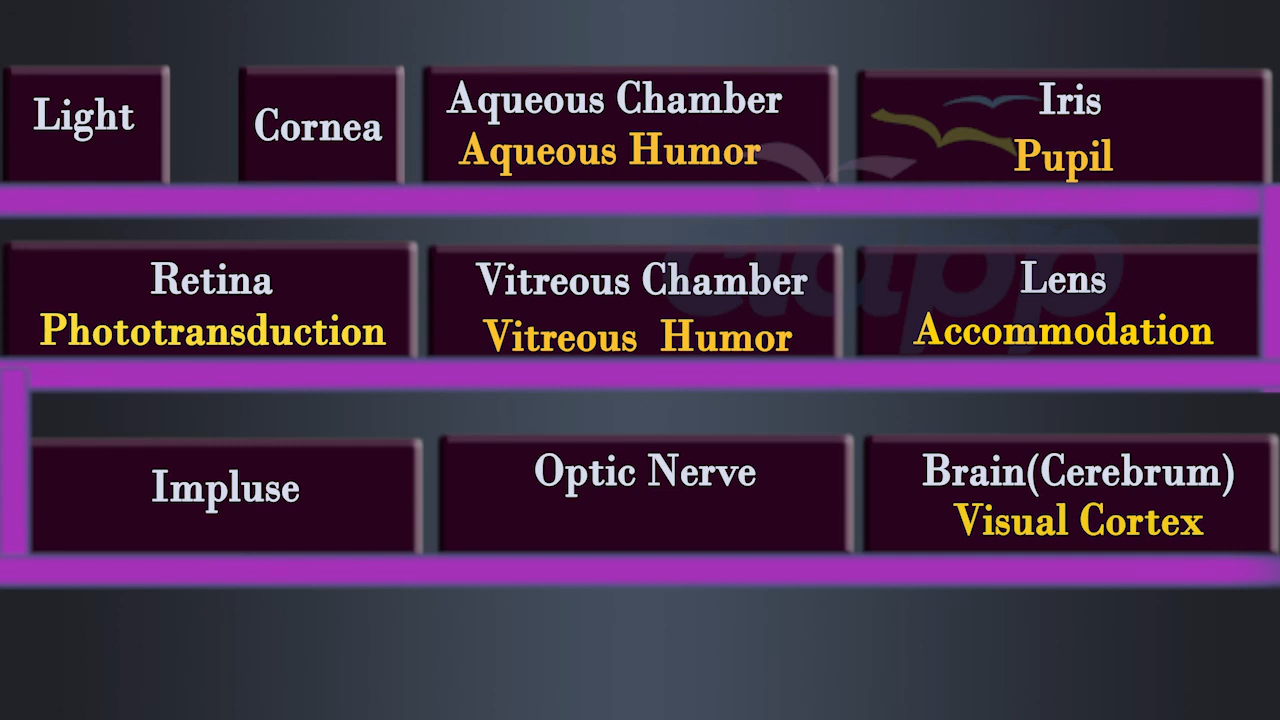 Light
Cornea
Aqueous Chamber
Aqueous Humor
Iris
Pupil
Retina
Phototransduction
Vitreous Chamber
Vitreous Humor
Lens
Accommodation
Impluse
Optic Nerve
Brain(Cerebrum)
Visual Cortex
clapp